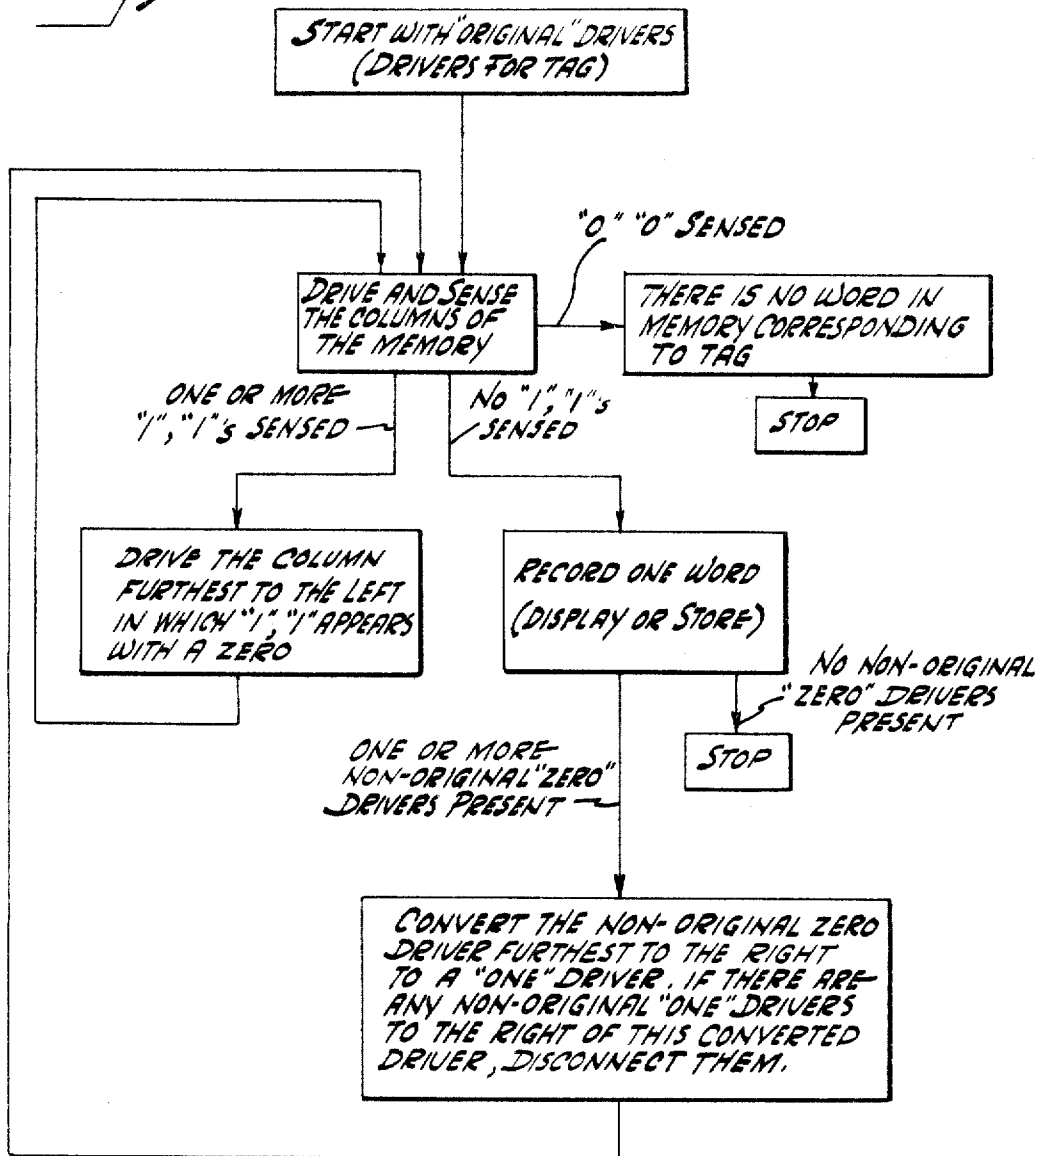 START WITH "ORIGINAL" DRIVERS
(DRIVERS FOR TAG)
"0" "0" SENSED
DRIVE AND SENSE
THE COLUMNS OF
THE MEMORY
THERE IS NO WORD IN
MEMORY CORRESPONDING
TO TAG
ONE OR MORE
"1", "1"s SENSED
NO "1", "1"s
SENSED
STOP
DRIVE THE COLUMN
FURTHEST TO THE LEFT
IN WHICH "1", "1" APPEARS
WITH A ZERO
RECORD ONE WORD
(DISPLAY OR STORE)
NO NON-ORIGINAL
"ZERO" DRIVERS
PRESENT
STOP
ONE OR MORE
NON-ORIGINAL "ZERO"
DRIVERS PRESENT
CONVERT THE NON-ORIGINAL ZERO
DRIVER FURTHEST TO THE RIGHT
TO A "ONE" DRIVER. IF THERE ARE
ANY NON-ORIGINAL "ONE" DRIVERS
TO THE RIGHT OF THIS CONVERTED
DRIVER, DISCONNECT THEM.